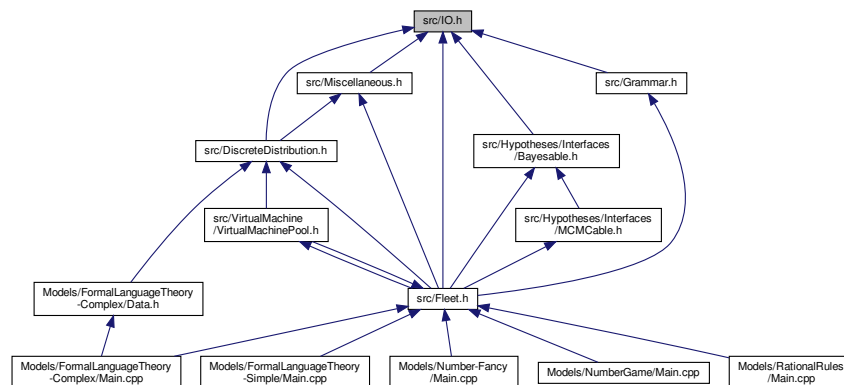 src/IO.h
src/Miscellaneous.h
src/Grammar.h
src/DiscreteDistribution.h
src/Hypotheses/Interfaces
/Bayesable.h
src/VirtualMachine
/VirtualMachinePool.h
src/Hypotheses/Interfaces
/MCMCable.h
Models/FormalLanguageTheory
-Complex/Data.h
src/Fleet.h
Models/FormalLanguageTheory
-Complex/Main.cpp
Models/FormalLanguageTheory
-Simple/Main.cpp
Models/Number-Fancy
/Main.cpp
Models/NumberGame/Main.cpp
Models/RationalRules
/Main.cpp